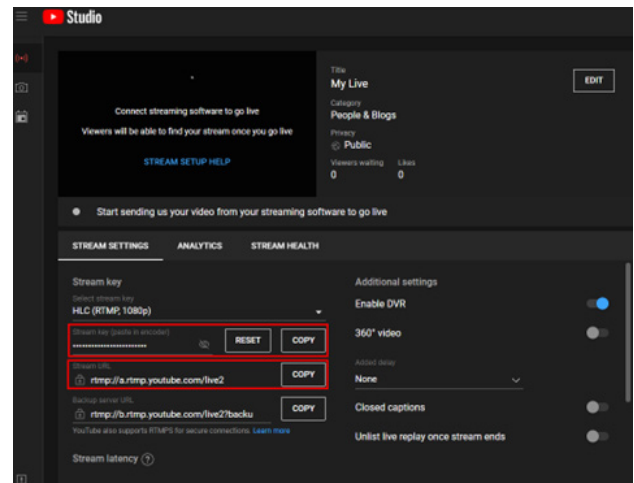 Studio
Connect streaming software to go live
Viewers will be able to find your stream once you go live
STREAM SETUP HELP
Title
My Live
EDIT
Category
People & Blogs
Privacy
Public
Viewers waiting Likes
0 0
Start sending us your video from your streaming software to go live
STREAM SETTINGS ANALYTICS STREAM HEALTH
Stream key
Select stream key
HLC (RTMP, 1080p)
Stream key (paste in encoder)
••••••••••••••••••••••••
RESET COPY
Stream URL
rtmp://a.rtmp.youtube.com/live2
COPY
Backup server URL
rtmp://b.rtmp.youtube.com/live2?backu
COPY
YouTube also supports RTMPS for secure connections. Learn more
Stream latency
Additional settings
Enable DVR
360° video
Added delay
None
Closed captions
Unlist live replay once stream ends